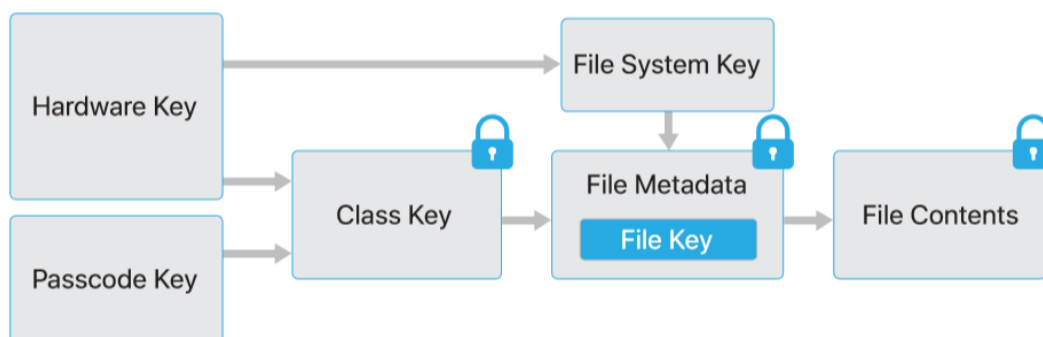 File System Key
Hardware Key
File Metadata
Class Key
File Contents
File Key
Passcode Key